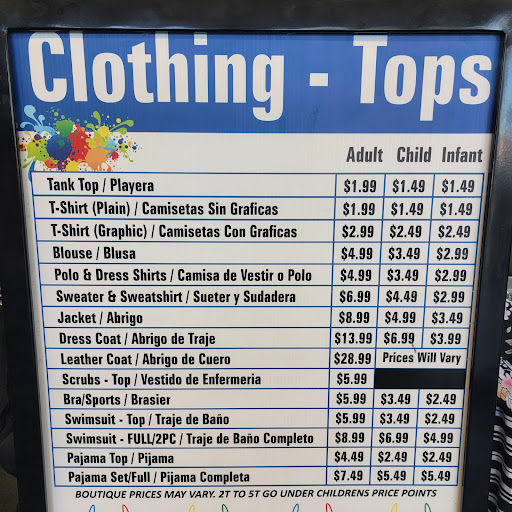 Clothing - Tops
Adult Child Infant
Tank Top / Playera $1.99 $1.49 $1.49
T-Shirt (Plain) / Camisetas Sin Graficas $1.99 $1.49 $1.49
T-Shirt (Graphic) / Camisetas Con Graficas $2.99 $2.49 $2.49
Blouse / Blusa $4.99 $3.49 $2.99
Polo & Dress Shirts / Camisa de Vestir o Polo $4.99 $3.49 $2.99
Sweater & Sweatshirt / Sueter y Sudadera $6.99 $4.49 $2.99
Jacket / Abrigo $8.99 $4.99 $3.49
Dress Coat / Abrigo de Traje $13.99 $6.99 $3.99
Leather Coat / Abrigo de Cuero $28.99 Prices Will Vary
Scrubs - Top / Vestido de Enfermeria $5.99
Bra/Sports / Brasier $5.99 $3.49 $2.49
Swimsuit - Top / Traje de Baño $5.99 $3.49 $2.49
Swimsuit - FULL/2PC / Traje de Baño Completo $8.99 $6.99 $4.99
Pajama Top / Pijama $4.49 $2.49 $2.49
Pajama Set/Full / Pijama Completa $7.49 $5.49 $5.49
BOUTIQUE PRICES MAY VARY. 2T TO 5T GO UNDER CHILDRENS PRICE POINTS